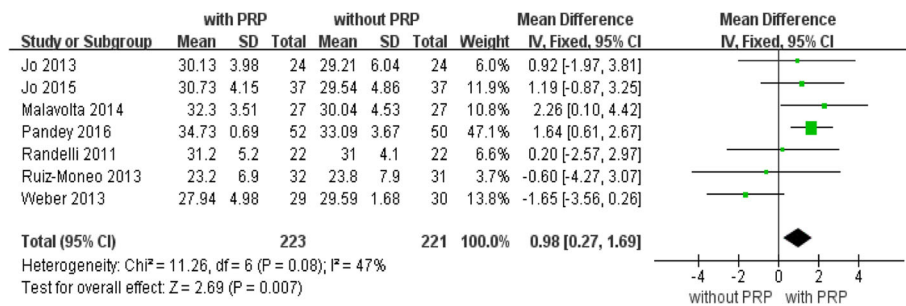 with PRP without PRP Mean Difference Mean Difference
Study or Subgroup Mean SD Total Mean SD Total Weight IV, Fixed, 95% CI IV, Fixed, 95% CI
Jo 2013 30.13 3.98 24 29.21 6.04 24 6.0% 0.92 [-1.97, 3.81]
Jo 2015 30.73 4.15 37 29.54 4.86 37 11.9% 1.19 [-0.87, 3.25]
Malavolta 2014 32.3 3.51 27 30.04 4.53 27 10.8% 2.26 [0.10, 4.42]
Pandey 2016 34.73 0.69 52 33.09 3.67 50 47.1% 1.64 [0.61, 2.67]
Randelli 2011 31.2 5.2 22 31 4.1 22 6.6% 0.20 [-2.57, 2.97]
Ruiz-Moneo 2013 23.2 6.9 32 23.8 7.9 31 3.7% -0.60 [-4.27, 3.07]
Weber 2013 27.94 4.98 29 29.59 1.68 30 13.8% -1.65 [-3.56, 0.26]
Total (95% CI) 223 221 100.0% 0.98 [0.27, 1.69]
Heterogeneity: Chi² = 11.26, df = 6 (P = 0.08); I² = 47%
Test for overall effect: Z = 2.69 (P = 0.007)
-4 -2 0 2 4
without PRP with PRP